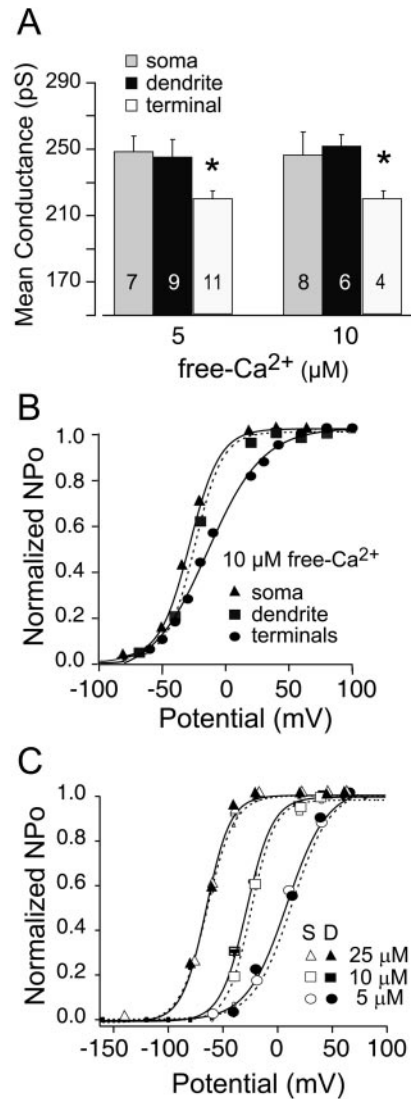 A
soma
dendrite
terminal
Mean Conductance (pS)
290
250
210
170
* *
7 9 11 8 6 4
5 10
free-Ca²⁺ (μM)
B
Normalized NPo
1.0
0.8
0.6
0.4
0.2
0.0
10 μM free-Ca²⁺
soma
dendrite
terminals
-100 -50 0 50 100
Potential (mV)
C
Normalized NPo
1.0
0.8
0.6
0.4
0.2
0.0
S D
25 μM
10 μM
5 μM
-150 -100 -50 0 50 100
Potential (mV)